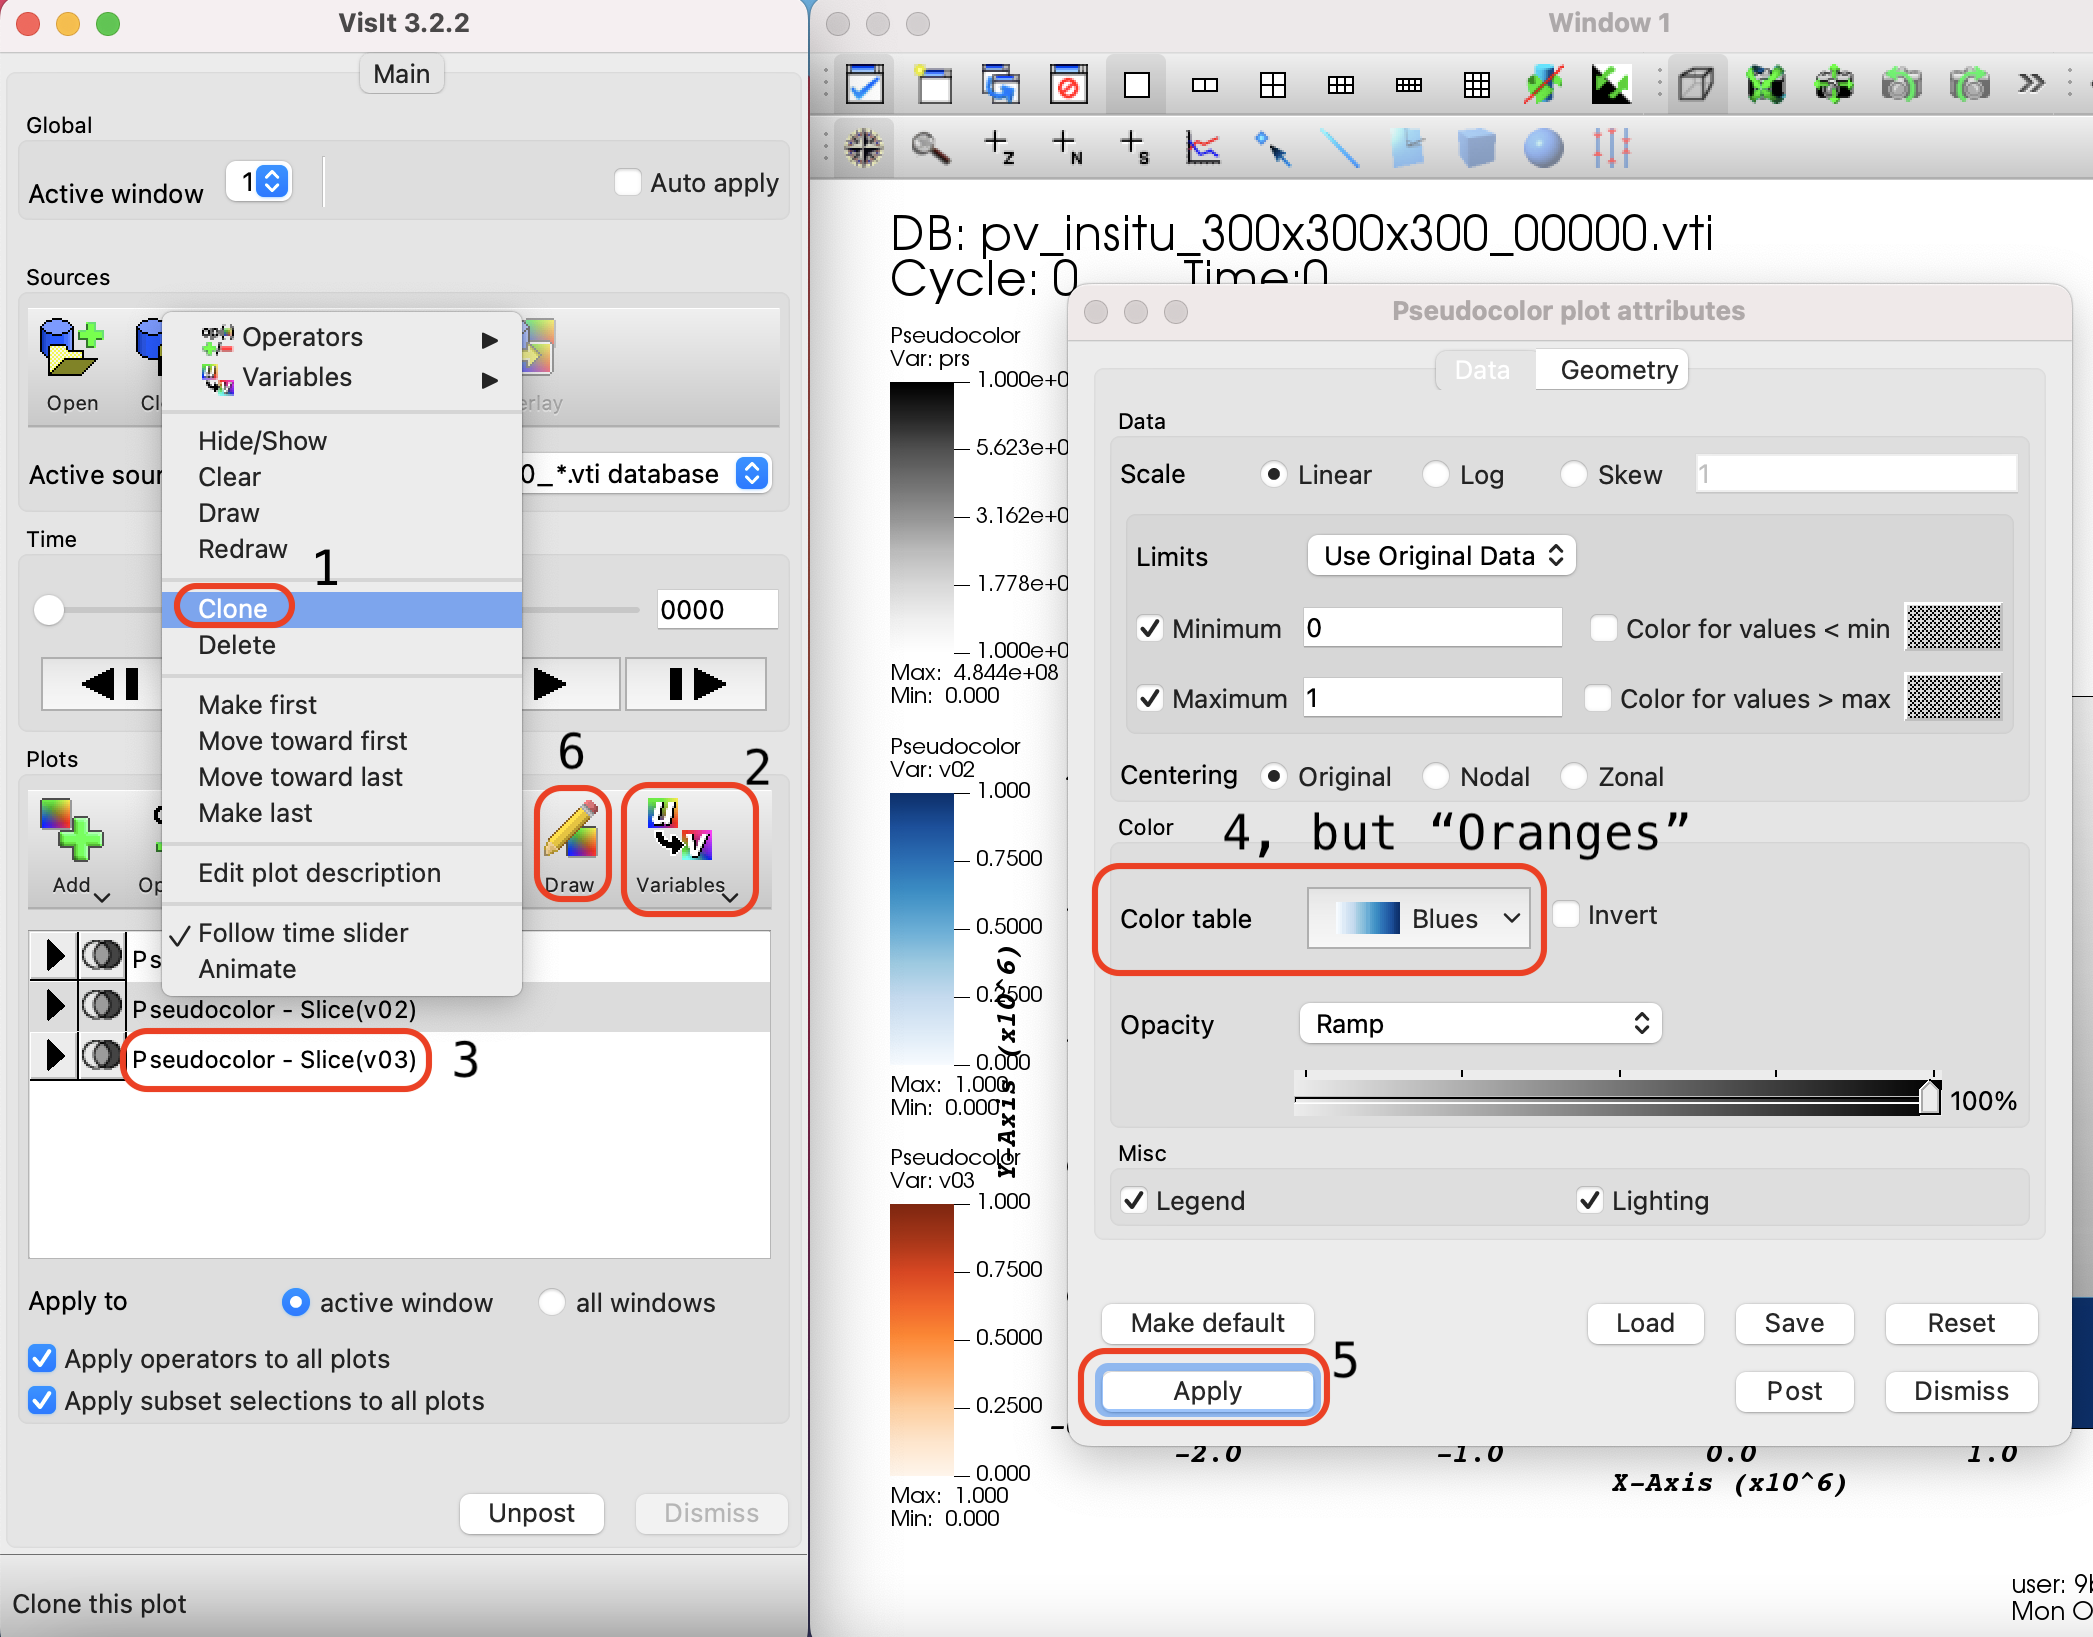 VisIt 3.2.2
Main
Global
Active window 1
Auto apply
Sources
Open
Operators
Variables
Hide/Show
Clear
Draw
Redraw
1
Clone
Delete
Make first
Move toward first
Move toward last
Make last
Edit plot description
Follow time slider
Animate
Active sour
0_*.vti database
Time
0000
Plots
6
2
Add
Op
Draw
Variables
Ps
Pseudocolor - Slice(v02)
Pseudocolor - Slice(v03) 3
Apply to active window all windows
Apply operators to all plots
Apply subset selections to all plots
Unpost Dismiss
Clone this plot
Window 1
DB: pv_insitu_300x300x300_00000.vti
Cycle: 0 Time:0
Pseudocolor
Var: prs
1.000e+0
5.623e+0
3.162e+0
1.778e+0
1.000e+0
Max: 4.844e+08
Min: 0.000
Pseudocolor
Var: v02
1.000
0.7500
0.5000
0.2500
0.000
Max: 1.000
Min: 0.000
Pseudocolor
Var: v03
1.000
0.7500
0.5000
0.2500
0.000
Max: 1.000
Min: 0.000
Y-Axis (x10^6)
Pseudocolor plot attributes
Data Geometry
Data
Scale Linear Log Skew 1
Limits Use Original Data
Minimum 0 Color for values < min
Maximum 1 Color for values > max
Centering Original Nodal Zonal
Color 4, but “Oranges”
Color table Blues Invert
Opacity Ramp
100%
Misc
Legend Lighting
Make default Load Save Reset
5
Apply Post Dismiss
-2.0 -1.0 0.0 1.0
X-Axis (x10^6)
user: 9
Mon O